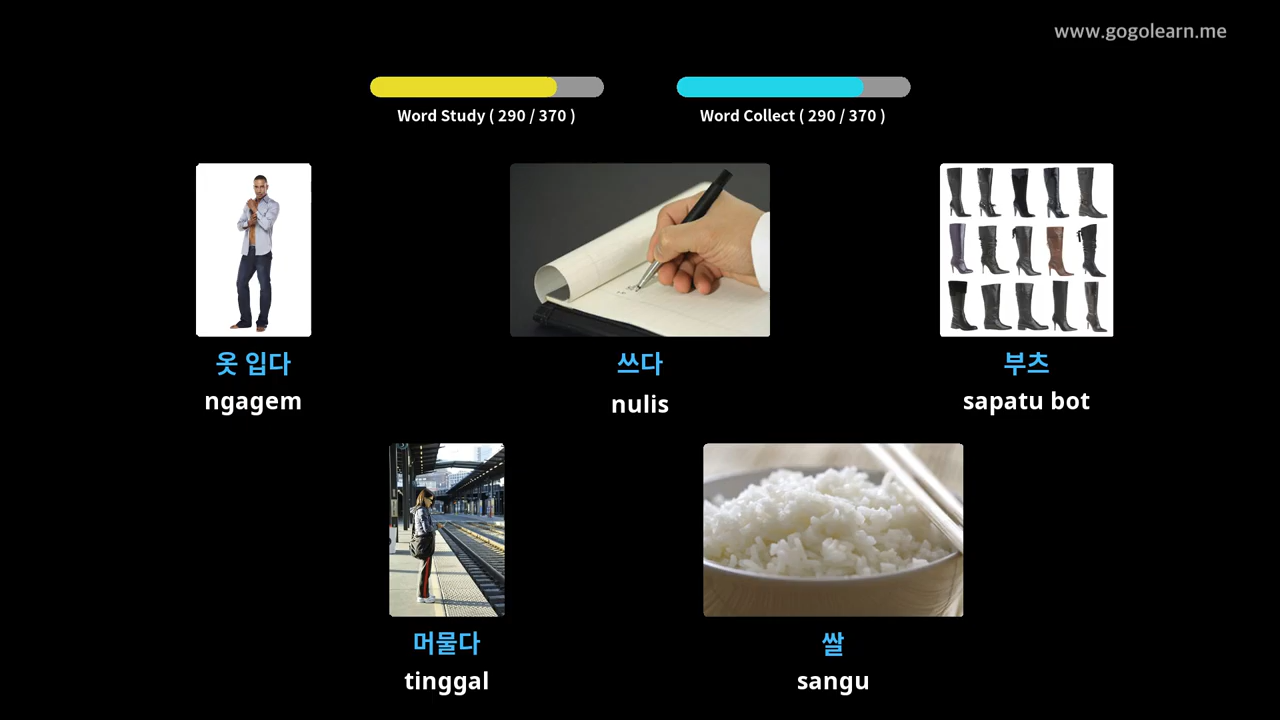 www.gogolearn.me
Word Study ( 290 / 370 )
Word Collect ( 290 / 370 )
옷 입다
ngagem
쓰다
nulis
부츠
sapatu bot
머물다
tinggal
쌀
sangu